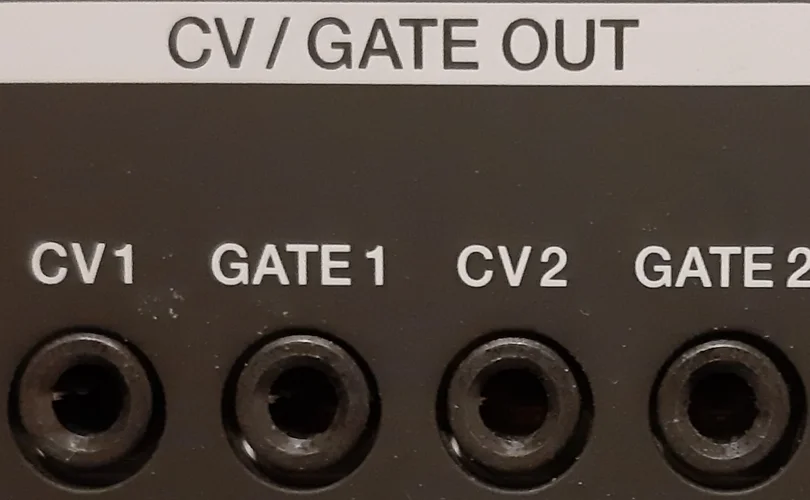 CV / GATE OUT
CV1 GATE 1 CV2 GATE 2